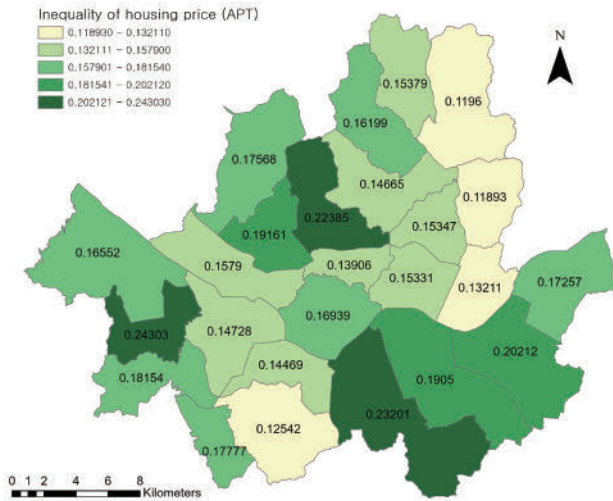 Inequality of housing price (APT)
0.118930 - 0.132110
0.132111 - 0.157900
0.157901 - 0.181540
0.181541 - 0.202120
0.202121 - 0.243030
N
0.15379
0.1196
0.16199
0.17568
0.14665
0.11893
0.22385
0.15347
0.19161
0.16552
0.1579
0.13906
0.15331
0.13211
0.17257
0.24303
0.14728
0.16939
0.20212
0.14469
0.18154
0.1905
0.23201
0.12542
0.17777
0 1 2 4 6 8
Kilometers